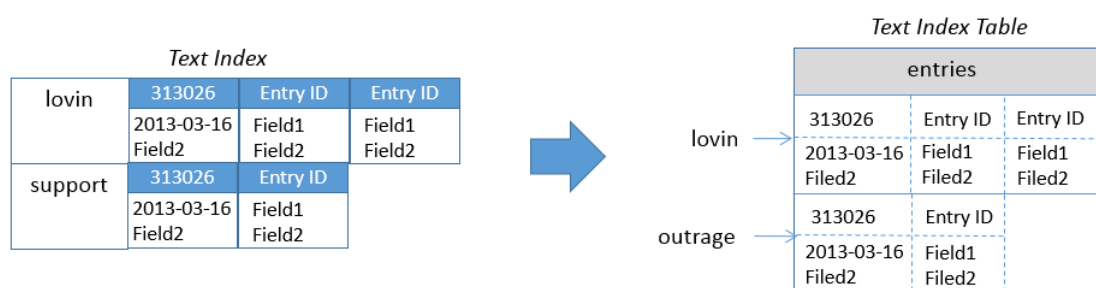 Text Index
lovin 313026 Entry ID Entry ID
2013-03-16 Field1 Field1
Field2 Field2 Field2
support 313026 Entry ID
2013-03-16 Field1
Field2 Field2
Text Index Table
entries
313026 Entry ID Entry ID
lovin
2013-03-16 Field1 Field1
Filed2 Filed2 Filed2
313026 Entry ID
outrage
2013-03-16 Field1
Filed2 Filed2